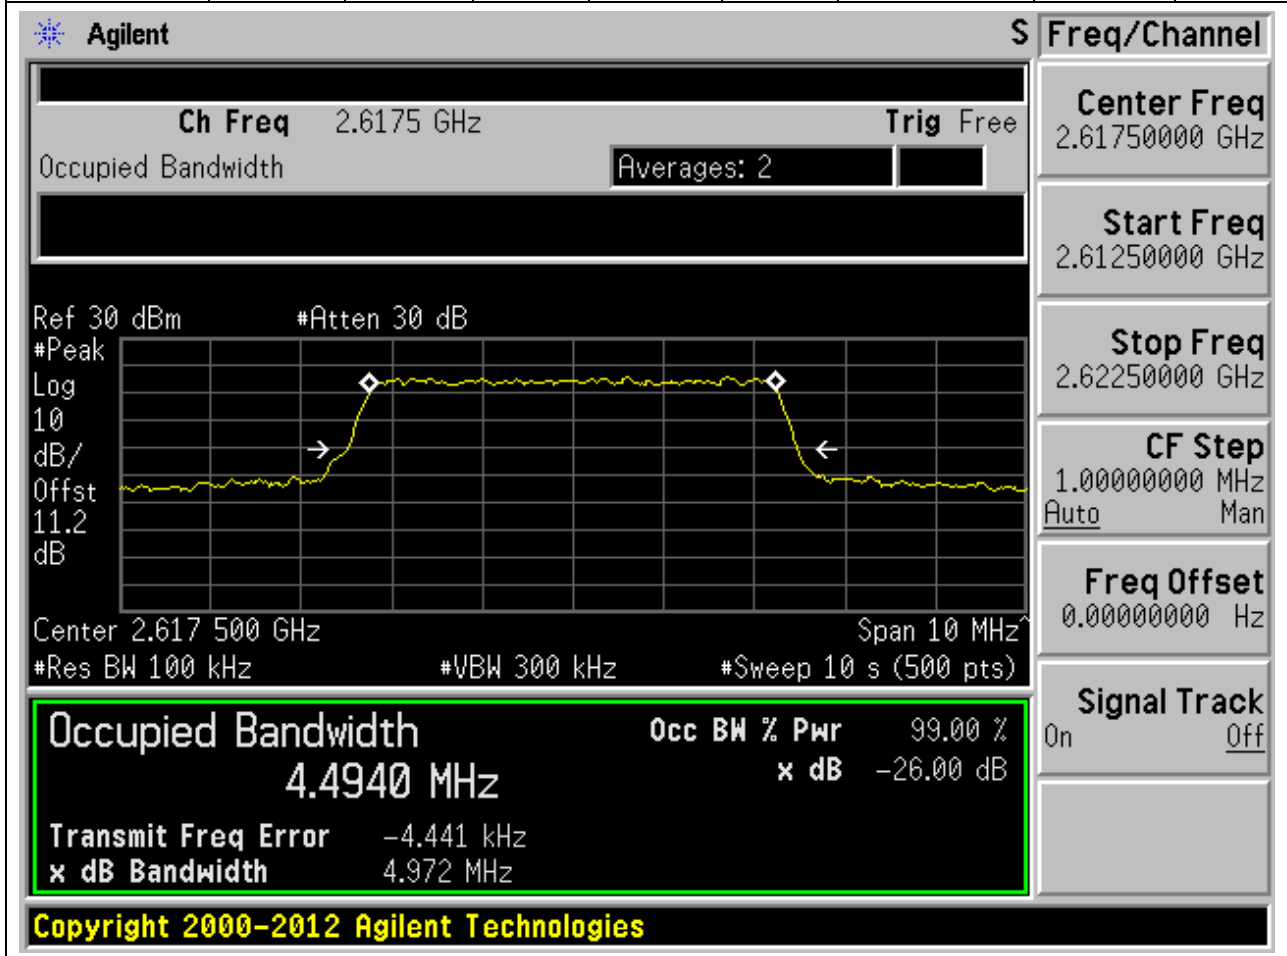 Agilent S Freq/Channel
Ch Freq 2.6175 GHz Trig Free
Occupied Bandwidth Averages: 2
Center Freq
2.61750000 GHz
Start Freq
2.61250000 GHz
Ref 30 dBm #Atten 30 dB
#Peak
Log
10
dB/
Offst
11.2
dB
Stop Freq
2.62250000 GHz
CF Step
1.00000000 MHz
Auto Man
Freq Offset
0.00000000 Hz
Center 2.617 500 GHz Span 10 MHz^
#Res BW 100 kHz #VBW 300 kHz #Sweep 10 s (500 pts)
Signal Track
On Off
Occupied Bandwidth Occ BW % Pwr 99.00 %
4.4940 MHz x dB -26.00 dB
Transmit Freq Error -4.441 kHz
x dB Bandwidth 4.972 MHz
Copyright 2000-2012 Agilent Technologies